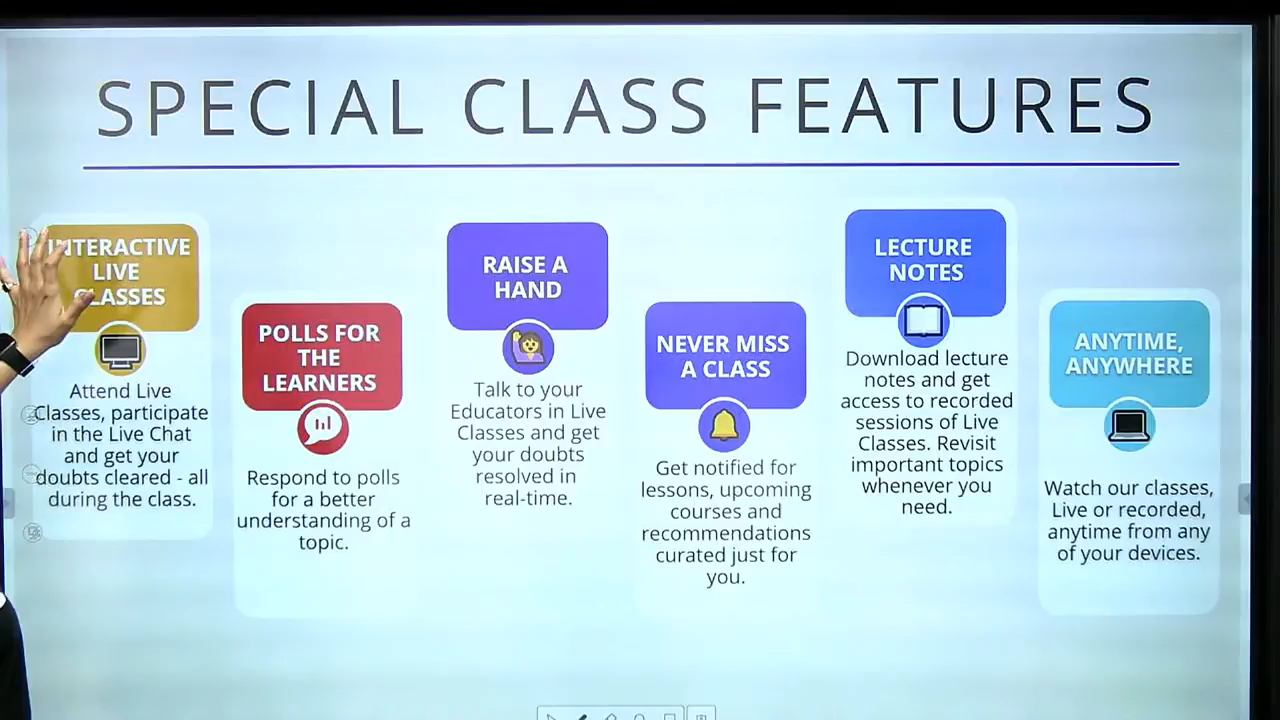 SPECIAL CLASS FEATURES
INTERACTIVE
LIVE
CLASSES
Attend Live
Classes, participate
in the Live Chat
and get your
doubts cleared - all
during the class.
POLLS FOR
THE
LEARNERS
Respond to polls
for a better
understanding of a
topic.
RAISE A
HAND
Talk to your
Educators in Live
Classes and get
your doubts
resolved in
real-time.
NEVER MISS
A CLASS
Get notified for
lessons, upcoming
courses and
recommendations
curated just for
you.
LECTURE
NOTES
Download lecture
notes and get
access to recorded
sessions of Live
Classes. Revisit
important topics
whenever you
need.
ANYTIME,
ANYWHERE
Watch our classes,
Live or recorded,
anytime from any
of your devices.